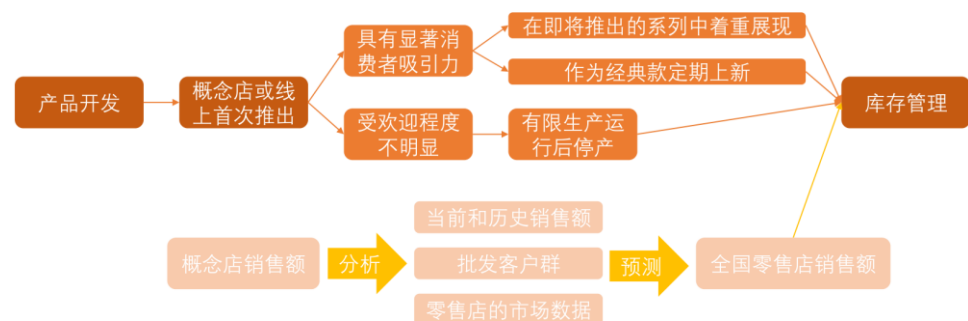 产品开发
概念店或线
上首次推出
具有显著消
费者吸引力
在即将推出的系列中着重展现
作为经典款定期上新
受欢迎程度
不明显
有限生产运
行后停产
库存管理
概念店销售额
分析
当前和历史销售额
批发客户群
零售店的市场数据
预测
全国零售店销售额